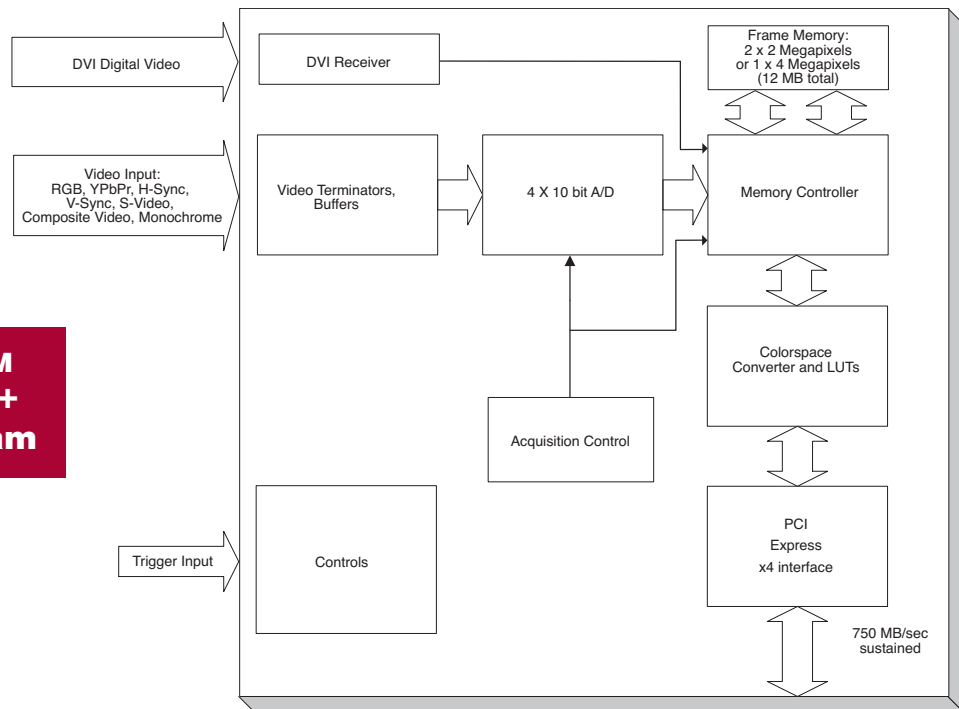 DVI Digital Video
DVI Receiver
Frame Memory:
2 x 2 Megapixels
or 1 x 4 Megapixels
(12 MB total)
Video Input:
RGB, YPbPr, H-Sync,
V-Sync, S-Video,
Composite Video, Monochrome
Video Terminators,
Buffers
4 X 10 bit A/D
Memory Controller
Colorspace
Converter and LUTs
Acquisition Control
Trigger Input
Controls
PCI
Express
x4 interface
750 MB/sec
sustained
+